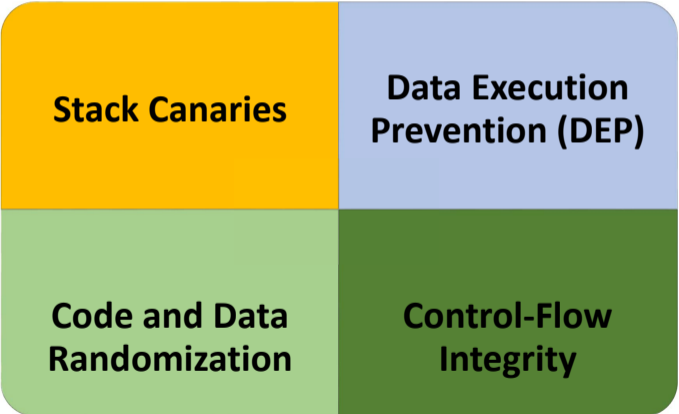 Stack Canaries
Data Execution
Prevention (DEP)
Code and Data
Randomization
Control-Flow
Integrity